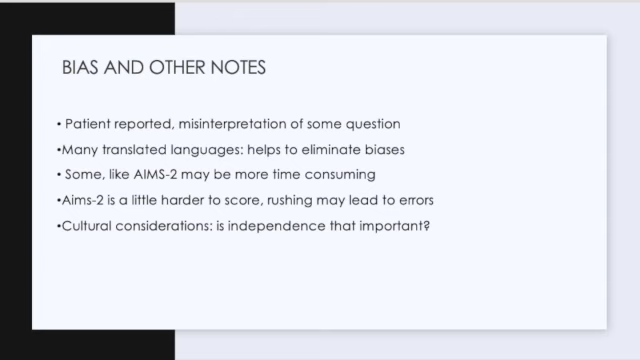 BIAS AND OTHER NOTES
• Patient reported, misinterpretation of some question
•Many translated languages: helps to eliminate biases
• Some, like AIMS-2 may be more time consuming
•Aims-2 is a little harder to score, rushing may lead to errors
•Cultural considerations: is independence that important?